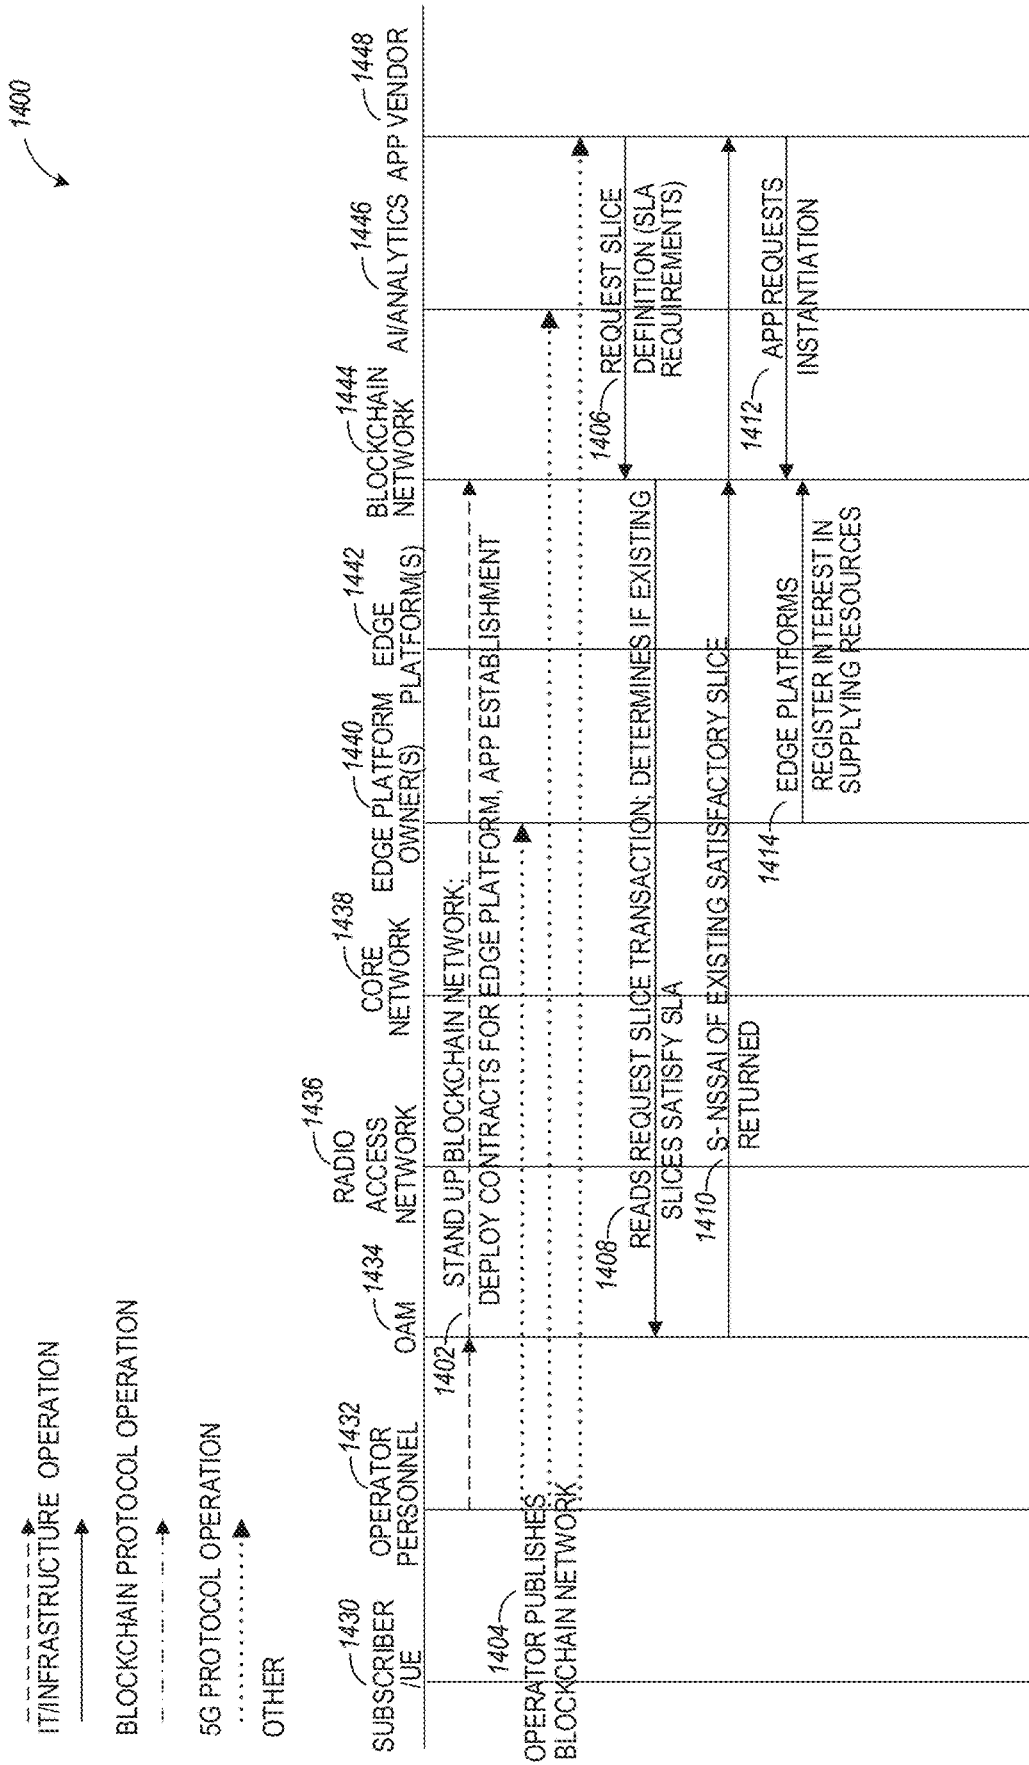 1400
IT/INFRASTRUCTURE OPERATION
BLOCKCHAIN PROTOCOL OPERATION
5G PROTOCOL OPERATION
OTHER
1430
SUBSCRIBER
/UE
1432
OPERATOR
PERSONNEL
1434
OAM
1436
RADIO
ACCESS
NETWORK
1438
CORE
NETWORK
1440
EDGE PLATFORM
OWNER(S)
1442
EDGE
PLATFORM(S)
1444
BLOCKCHAIN
NETWORK
1446
AI/ANALYTICS
1448
APP VENDOR
1402
STAND UP BLOCKCHAIN NETWORK;
DEPLOY CONTRACTS FOR EDGE PLATFORM, APP ESTABLISHMENT
1404
OPERATOR PUBLISHES
BLOCKCHAIN NETWORK
1406
REQUEST SLICE
DEFINITION (SLA
REQUIREMENTS)
1408
READS REQUEST SLICE TRANSACTION; DETERMINES IF EXISTING
SLICES SATISFY SLA
1410
S-NSSAI OF EXISTING SATISFACTORY SLICE
RETURNED
1412
APP REQUESTS
INSTANTIATION
1414
EDGE PLATFORMS
REGISTER INTEREST IN
SUPPLYING RESOURCES